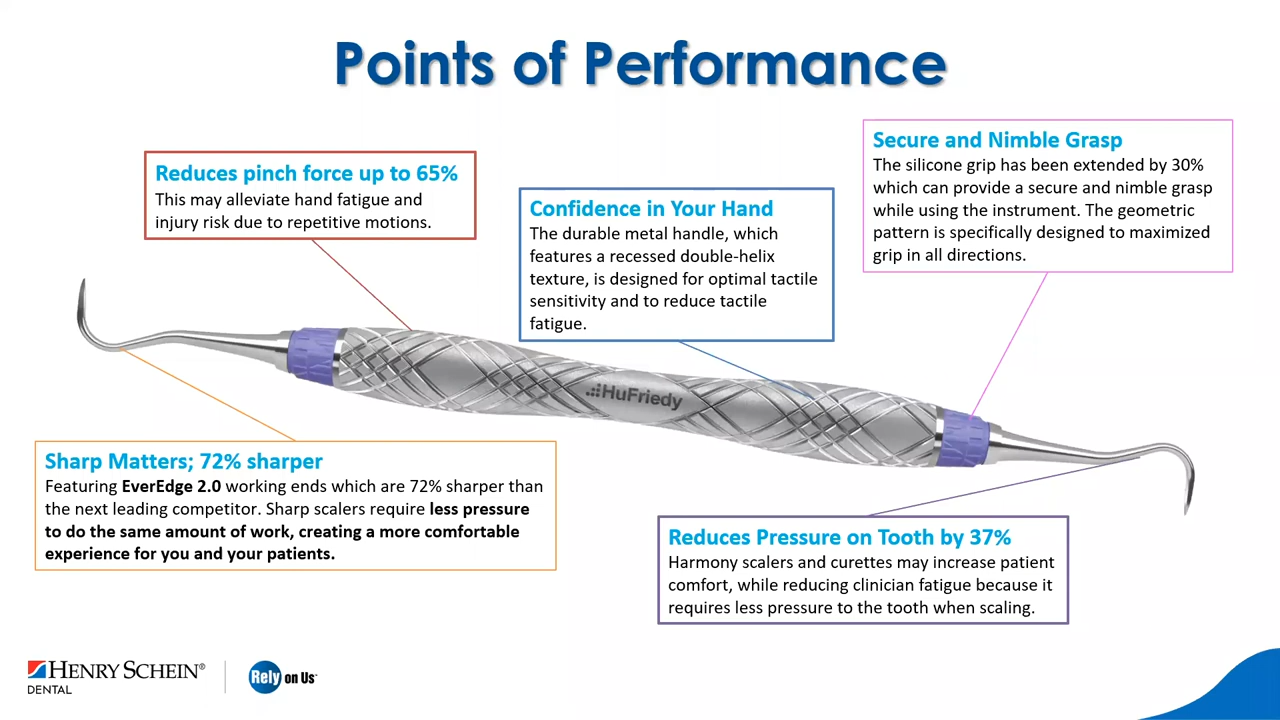 Points of Performance
Reduces pinch force up to 65%
This may alleviate hand fatigue and
injury risk due to repetitive motions.
Confidence in Your Hand
The durable metal handle, which
features a recessed double-helix
texture, is designed for optimal tactile
sensitivity and to reduce tactile
fatigue.
Secure and Nimble Grasp
The silicone grip has been extended by 30%
which can provide a secure and nimble grasp
while using the instrument. The geometric
pattern is specifically designed to maximized
grip in all directions.
HuFriedy
Sharp Matters; 72% sharper
Featuring EverEdge 2.0 working ends which are 72% sharper than
the next leading competitor. Sharp scalers require less pressure
to do the same amount of work, creating a more comfortable
experience for you and your patients.
Reduces Pressure on Tooth by 37%
Harmony scalers and curettes may increase patient
comfort, while reducing clinician fatigue because it
requires less pressure to the tooth when scaling.
HENRY SCHEIN®
DENTAL
Rely on Us™